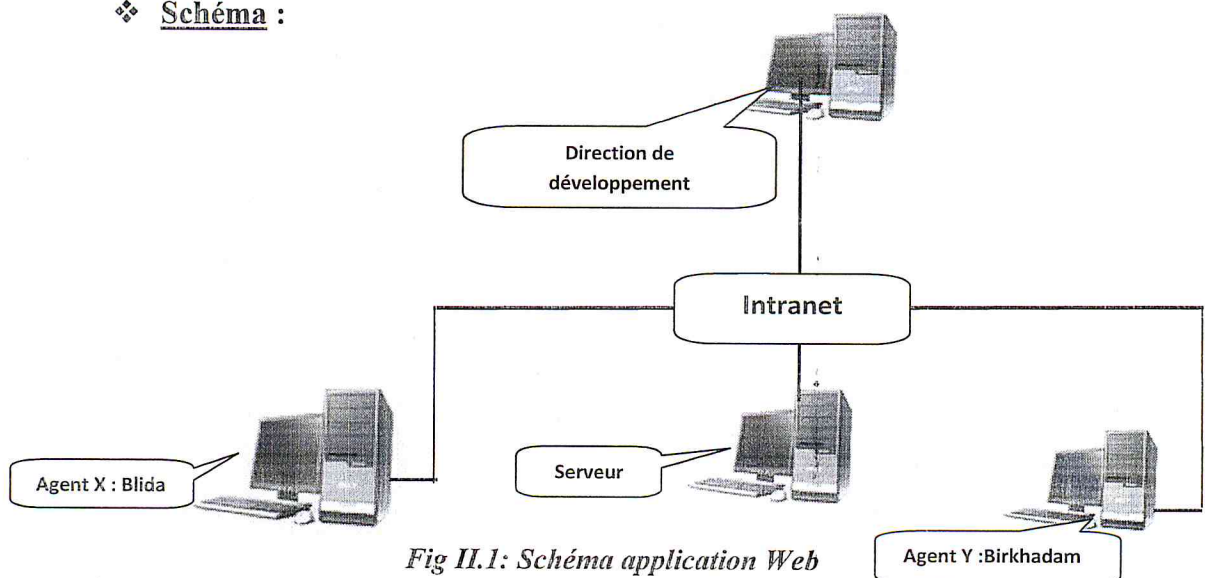 ❖ Schéma :
Direction de
développement
Intranet
Agent X : Blida
Serveur
Agent Y :Birkhadam
Fig II.1: Schéma application Web